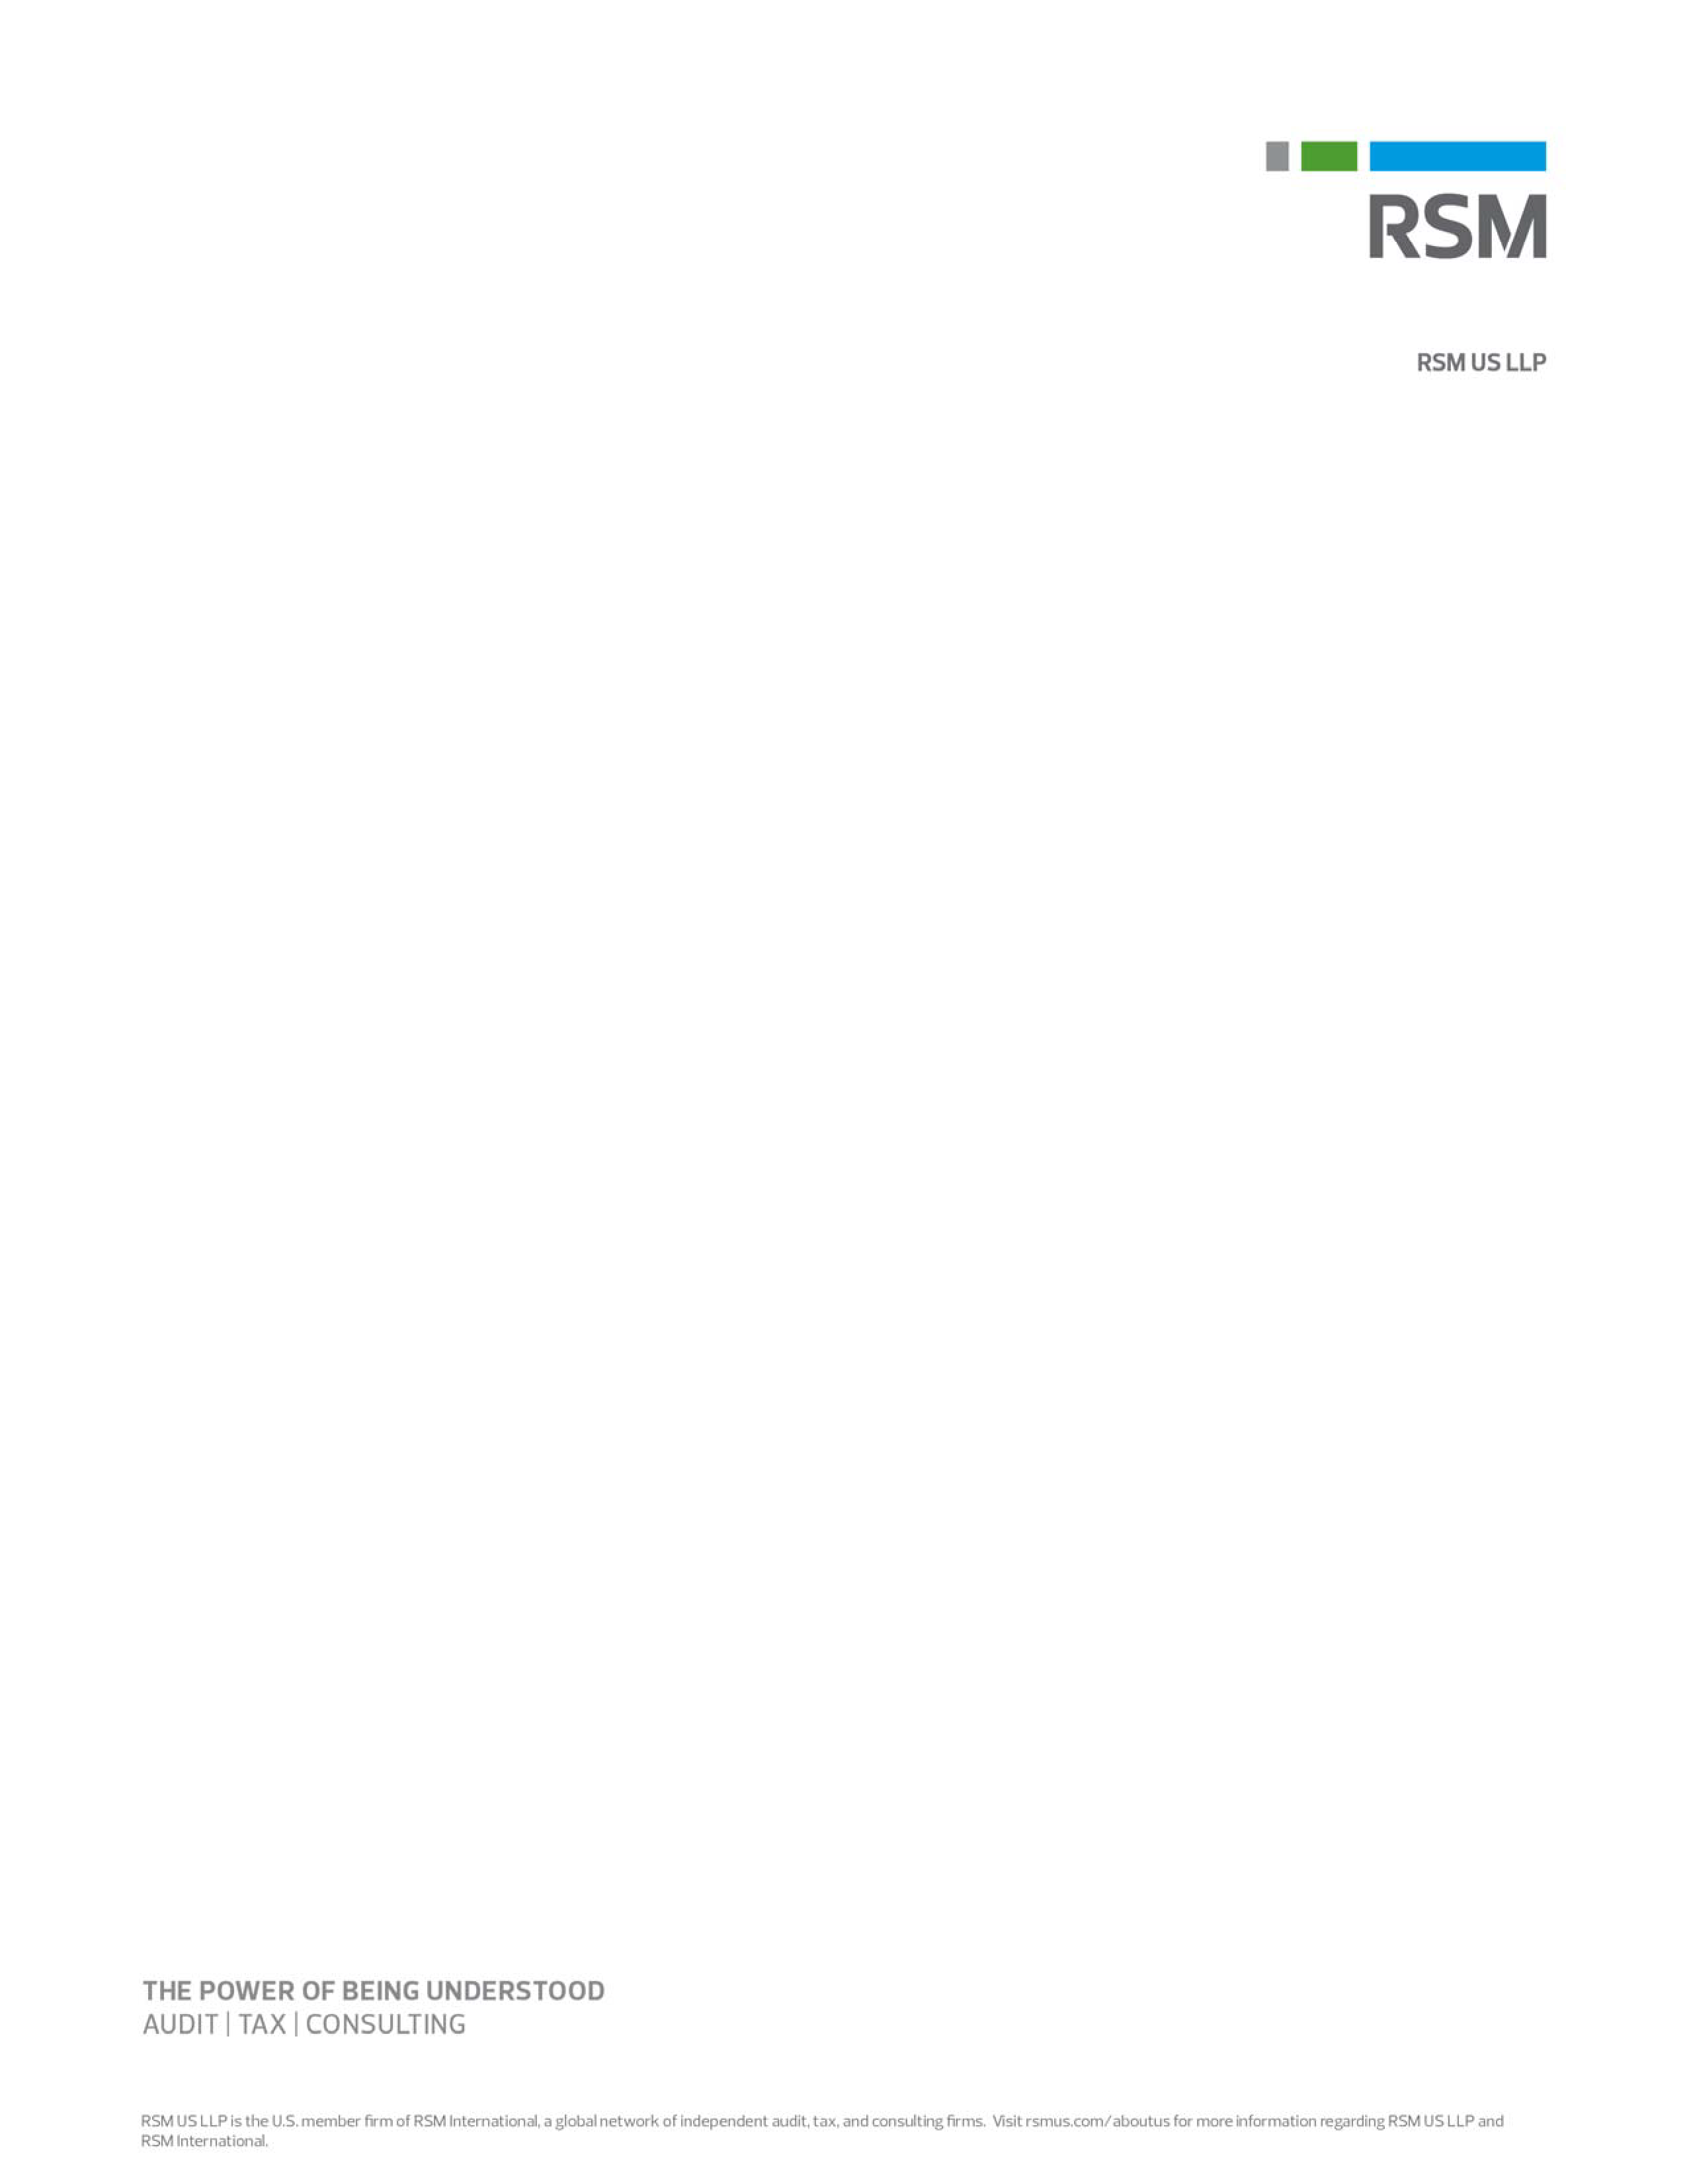 RSM
RSM US LLP
THE POWER OF BEING UNDERSTOOD
AUDIT | TAX | CONSULTING
RSM US LLP is the U.S. member firm of RSM International, a global network of independent audit, tax, and consulting firms. Visit rsmus.com/aboutus for more information regarding RSM US LLP and
RSM International.